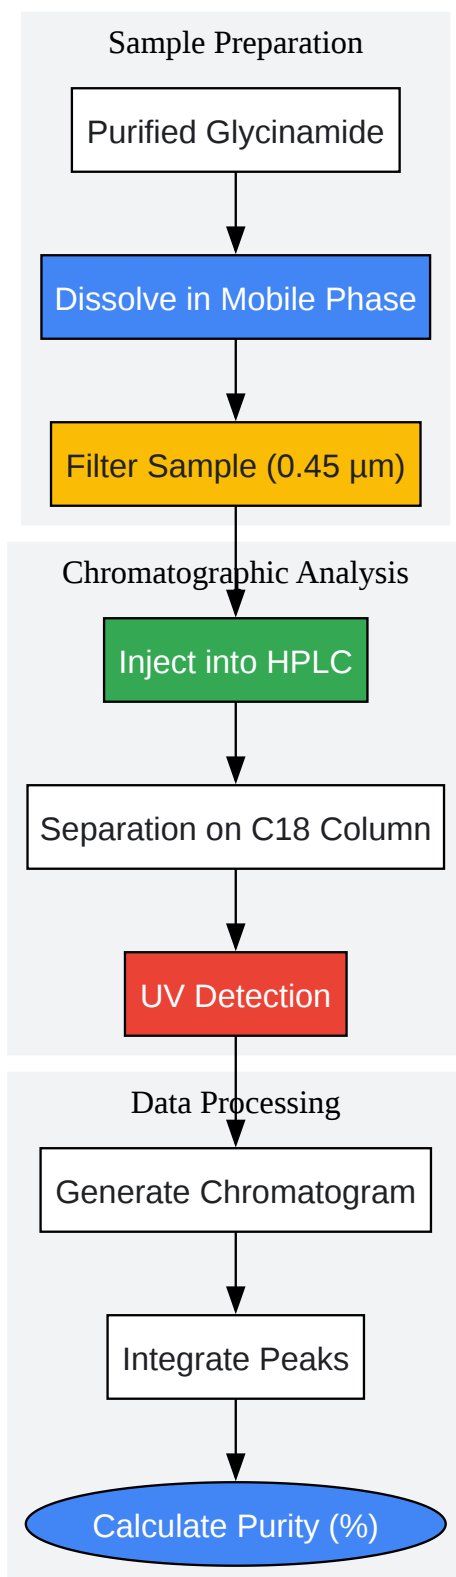 Sample Preparation
Purified Glycinamide
Dissolve in Mobile Phase
Filter Sample (0.45 µm)
Chromatographic Analysis
Inject into HPLC
Separation on C18 Column
UV Detection
Data Processing
Generate Chromatogram
Integrate Peaks
Calculate Purity (%)